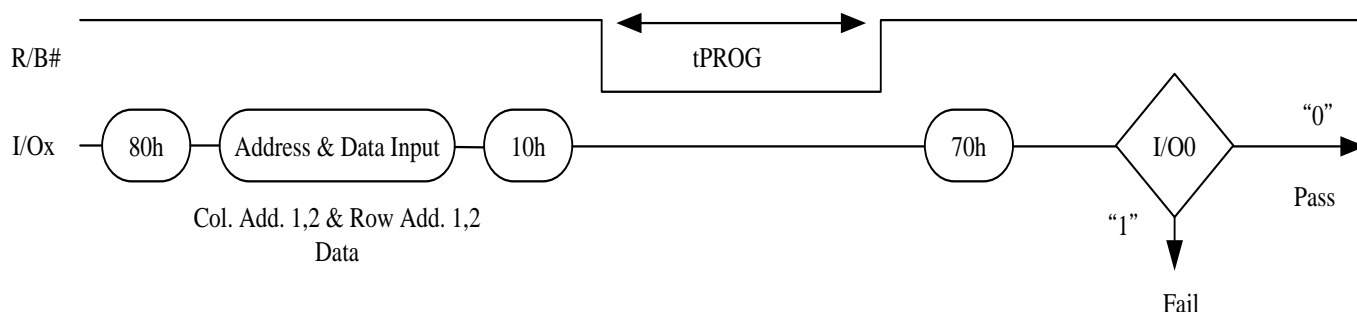 R/B#
tPROG
I/Ox
80h
Address & Data Input
10h
70h
I/O0
“0”
Pass
Col. Add. 1,2 & Row Add. 1,2
Data
“1”
Fail